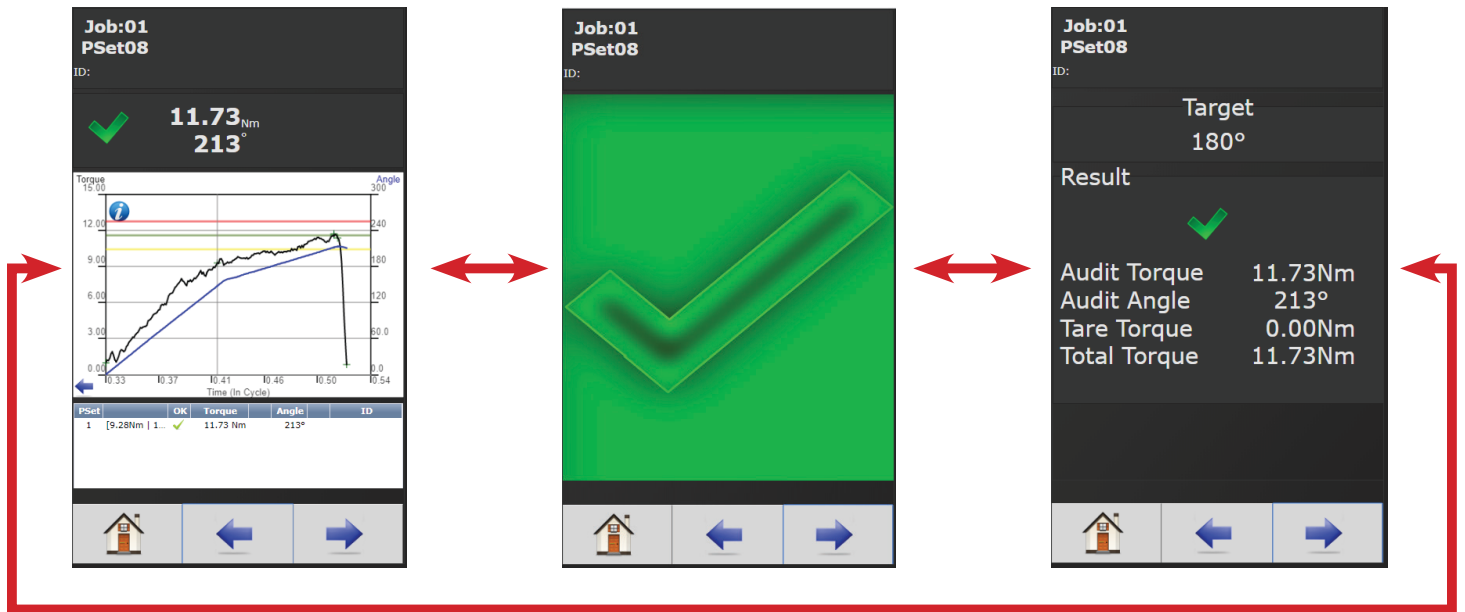 Job:01
PSet08
ID:
11.73Nm
213°
Torque Angle
15.00 300
12.00 240
9.00 180
6.00 120
3.00 60.0
0.00 0.0
0.33 0.37 0.41 0.46 0.50 0.54
Time (In Cycle)
PSet OK Torque Angle ID
1 [9.28Nm | 1... 11.73 Nm 213°
Job:01
PSet08
ID:
Job:01
PSet08
ID:
Target
180°
Result
Audit Torque 11.73Nm
Audit Angle 213°
Tare Torque 0.00Nm
Total Torque 11.73Nm